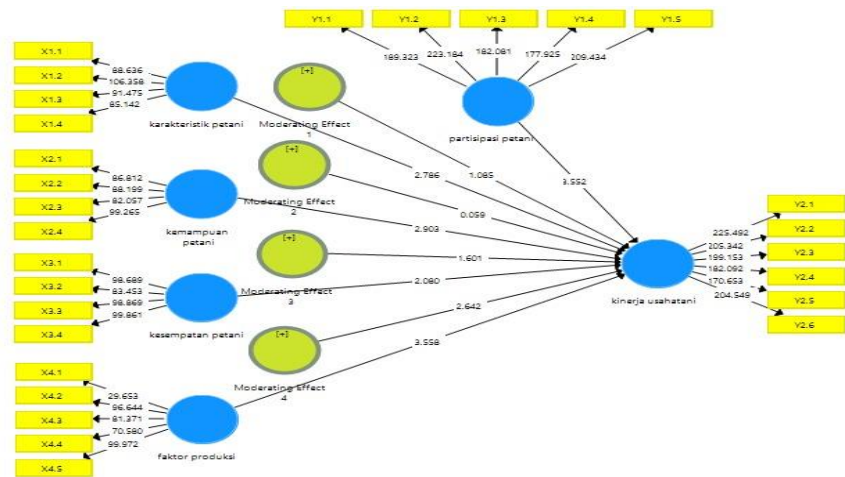 Y1.1
Y1.2
Y1.3
Y1.4
Y1.5
189.323
223.184
182.081
177.925
209.434
partisipasi petani
3.552
X1.1
X1.2
X1.3
X1.4
88.636
106.358
91.475
85.142
karakteristik petani
[+]
Moderating Effect
1
2.786
1.085
X2.1
X2.2
X2.3
X2.4
86.812
88.199
82.057
99.265
kemampuan
petani
[+]
Moderating Effect
2
0.059
2.903
X3.1
X3.2
X3.3
X3.4
98.689
83.453
98.869
99.861
kesempatan petani
[+]
Moderating Effect
3
1.601
2.080
X4.1
X4.2
X4.3
X4.4
X4.5
29.653
96.644
81.371
70.580
99.972
faktor produksi
[+]
Moderating Effect
4
2.642
3.558
kinerja usahatani
225.492
205.342
199.153
182.092
170.653
204.549
Y2.1
Y2.2
Y2.3
Y2.4
Y2.5
Y2.6